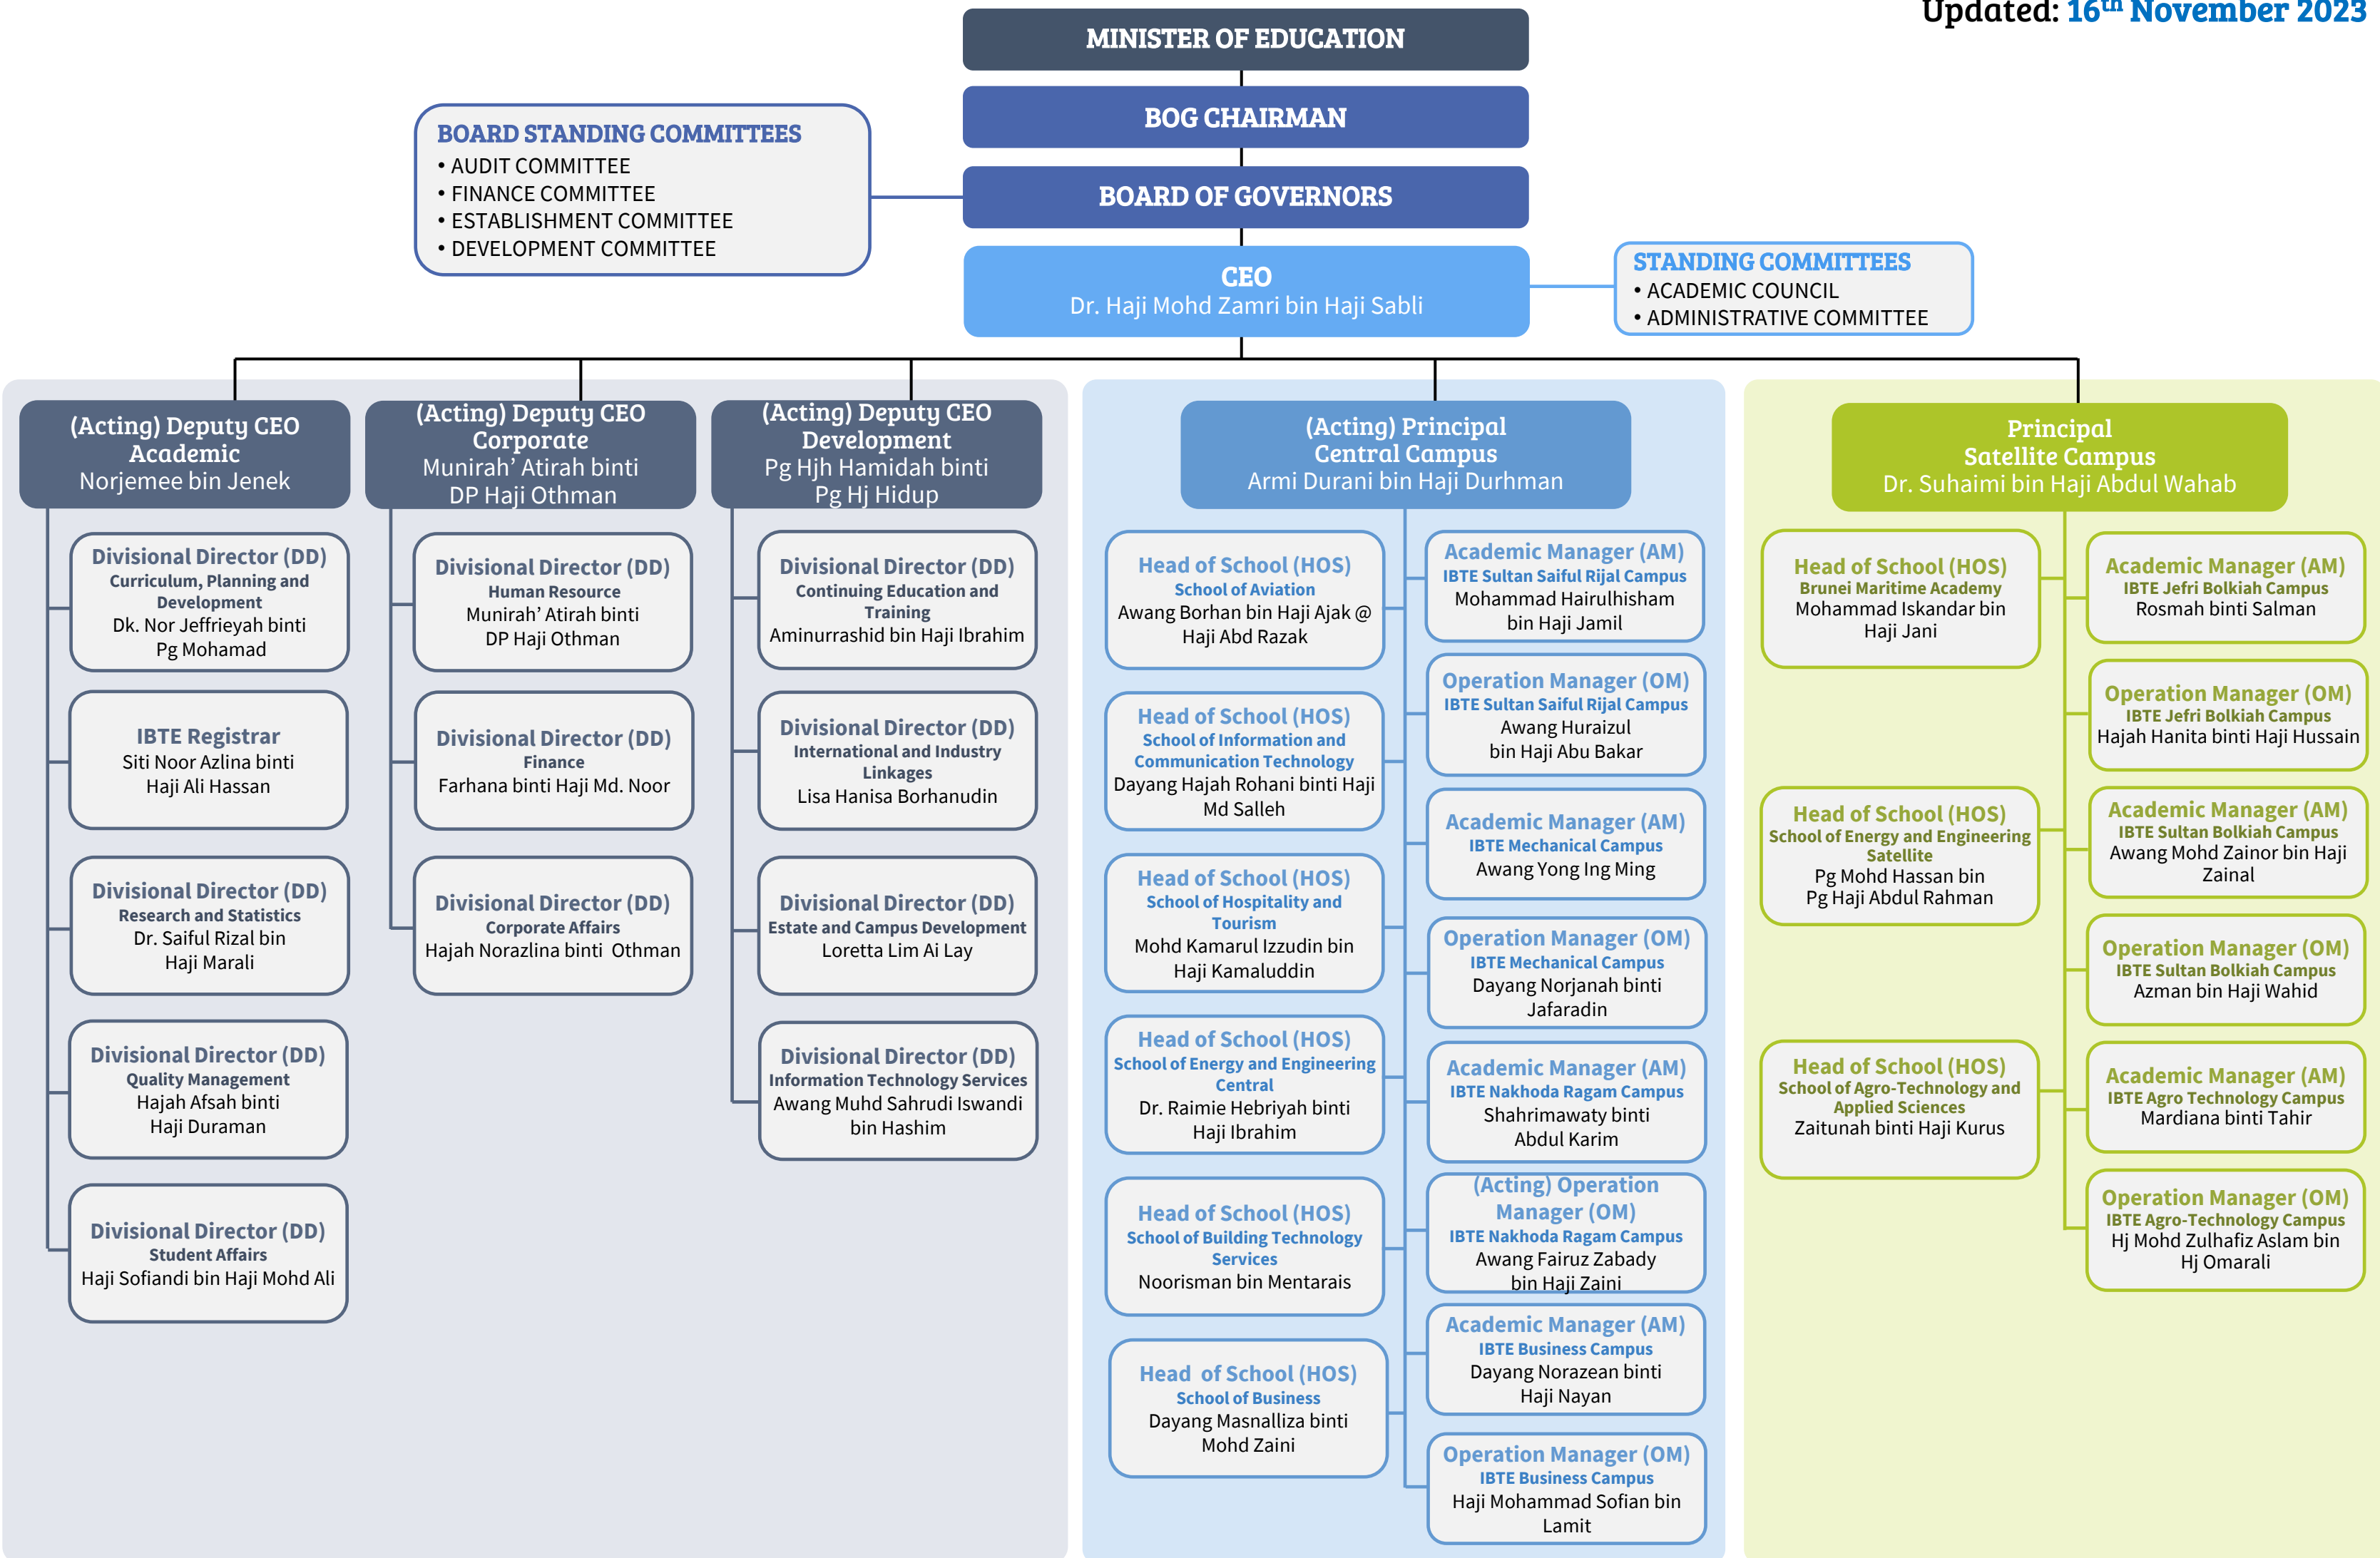 Updated: 16th November 2023
MINISTER OF EDUCATION
BOG CHAIRMAN
BOARD OF GOVERNORS
BOARD STANDING COMMITTEES
• AUDIT COMMITTEE
• FINANCE COMMITTEE
• ESTABLISHMENT COMMITTEE
• DEVELOPMENT COMMITTEE
CEO
Dr. Haji Mohd Zamri bin Haji Sabli
STANDING COMMITTEES
• ACADEMIC COUNCIL
• ADMINISTRATIVE COMMITTEE
(Acting) Deputy CEO
Academic
Norjemee bin Jenek
Divisional Director (DD)
Curriculum, Planning and
Development
Dk. Nor Jeffrieyah binti
Pg Mohamad
IBTE Registrar
Siti Noor Azlina binti
Haji Ali Hassan
Divisional Director (DD)
Research and Statistics
Dr. Saiful Rizal bin
Haji Marali
Divisional Director (DD)
Quality Management
Hajah Afsah binti
Haji Duraman
Divisional Director (DD)
Student Affairs
Haji Sofiandi bin Haji Mohd Ali
(Acting) Deputy CEO
Corporate
Munirah’ Atirah binti
DP Haji Othman
Divisional Director (DD)
Human Resource
Munirah’ Atirah binti
DP Haji Othman
Divisional Director (DD)
Finance
Farhana binti Haji Md. Noor
Divisional Director (DD)
Corporate Affairs
Hajah Norazlina binti Othman
(Acting) Deputy CEO
Development
Pg Hjh Hamidah binti
Pg Hj Hidup
Divisional Director (DD)
Continuing Education and
Training
Aminurrashid bin Haji Ibrahim
Divisional Director (DD)
International and Industry
Linkages
Lisa Hanisa Borhanudin
Divisional Director (DD)
Estate and Campus Development
Loretta Lim Ai Lay
Divisional Director (DD)
Information Technology Services
Awang Muhd Sahrudi Iswandi
bin Hashim
(Acting) Principal
Central Campus
Armi Durani bin Haji Durhman
Head of School (HOS)
School of Aviation
Awang Borhan bin Haji Ajak @
Haji Abd Razak
Head of School (HOS)
School of Information and
Communication Technology
Dayang Hajah Rohani binti Haji
Md Salleh
Head of School (HOS)
School of Hospitality and
Tourism
Mohd Kamarul Izzudin bin
Haji Kamaluddin
Head of School (HOS)
School of Energy and Engineering
Central
Dr. Raimie Hebriyah binti
Haji Ibrahim
Head of School (HOS)
School of Building Technology
Services
Noorisman bin Mentarais
Head of School (HOS)
School of Business
Dayang Masnalliza binti
Mohd Zaini
Academic Manager (AM)
IBTE Sultan Saiful Rijal Campus
Mohammad Hairulhisham
bin Haji Jamil
Operation Manager (OM)
IBTE Sultan Saiful Rijal Campus
Awang Huraizul
bin Haji Abu Bakar
Academic Manager (AM)
IBTE Mechanical Campus
Awang Yong Ing Ming
Operation Manager (OM)
IBTE Mechanical Campus
Dayang Norjanah binti
Jafaradin
Academic Manager (AM)
IBTE Nakhoda Ragam Campus
Shahrimawaty binti
Abdul Karim
(Acting) Operation
Manager (OM)
IBTE Nakhoda Ragam Campus
Awang Fairuz Zabady
bin Haji Zaini
Academic Manager (AM)
IBTE Business Campus
Dayang Norazean binti
Haji Nayan
Operation Manager (OM)
IBTE Business Campus
Haji Mohammad Sofian bin
Lamit
Principal
Satellite Campus
Dr. Suhaimi bin Haji Abdul Wahab
Head of School (HOS)
Brunei Maritime Academy
Mohammad Iskandar bin
Haji Jani
Head of School (HOS)
School of Energy and Engineering
Satellite
Pg Mohd Hassan bin
Pg Haji Abdul Rahman
Head of School (HOS)
School of Agro-Technology and
Applied Sciences
Zaitunah binti Haji Kurus
Academic Manager (AM)
IBTE Jefri Bolkiah Campus
Rosmah binti Salman
Operation Manager (OM)
IBTE Jefri Bolkiah Campus
Hajah Hanita binti Haji Hussain
Academic Manager (AM)
IBTE Sultan Bolkiah Campus
Awang Mohd Zainor bin Haji
Zainal
Operation Manager (OM)
IBTE Sultan Bolkiah Campus
Azman bin Haji Wahid
Academic Manager (AM)
IBTE Agro Technology Campus
Mardiana binti Tahir
Operation Manager (OM)
IBTE Agro-Technology Campus
Hj Mohd Zulhafiz Aslam bin
Hj Omarali